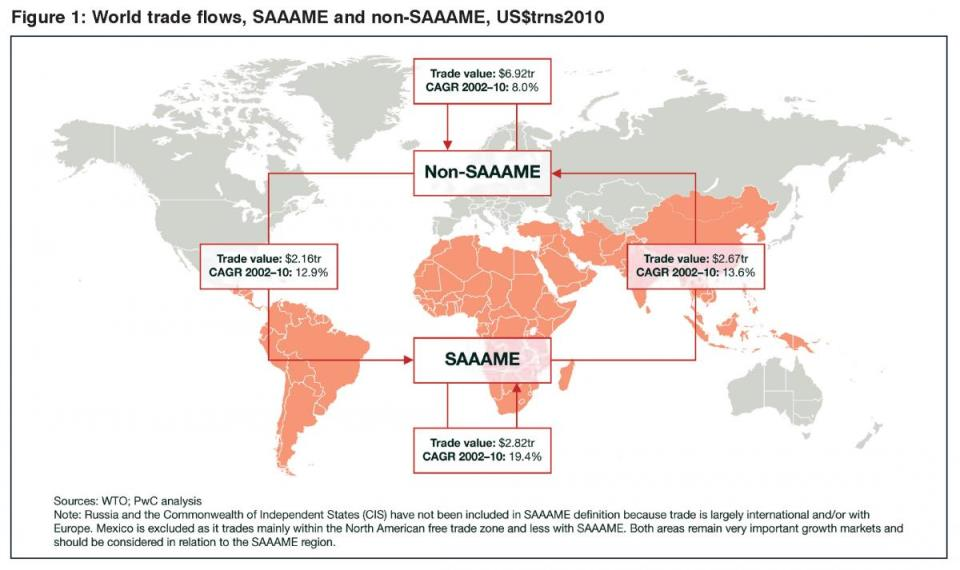 Figure 1: World trade flows, SAAAME and non-SAAAME, US$trns2010
Trade value: $6.92tr
CAGR 2002–10: 8.0%
Non-SAAAME
Trade value: $2.16tr
CAGR 2002–10: 12.9%
Trade value: $2.67tr
CAGR 2002–10: 13.6%
SAAAME
Trade value: $2.82tr
CAGR 2002–10: 19.4%
Sources: WTO; PwC analysis
Note: Russia and the Commonwealth of Independent States (CIS) have not been included in SAAAME definition because trade is largely international and/or with
Europe. Mexico is excluded as it trades mainly within the North American free trade zone and less with SAAAME. Both areas remain very important growth markets and
should be considered in relation to the SAAAME region.